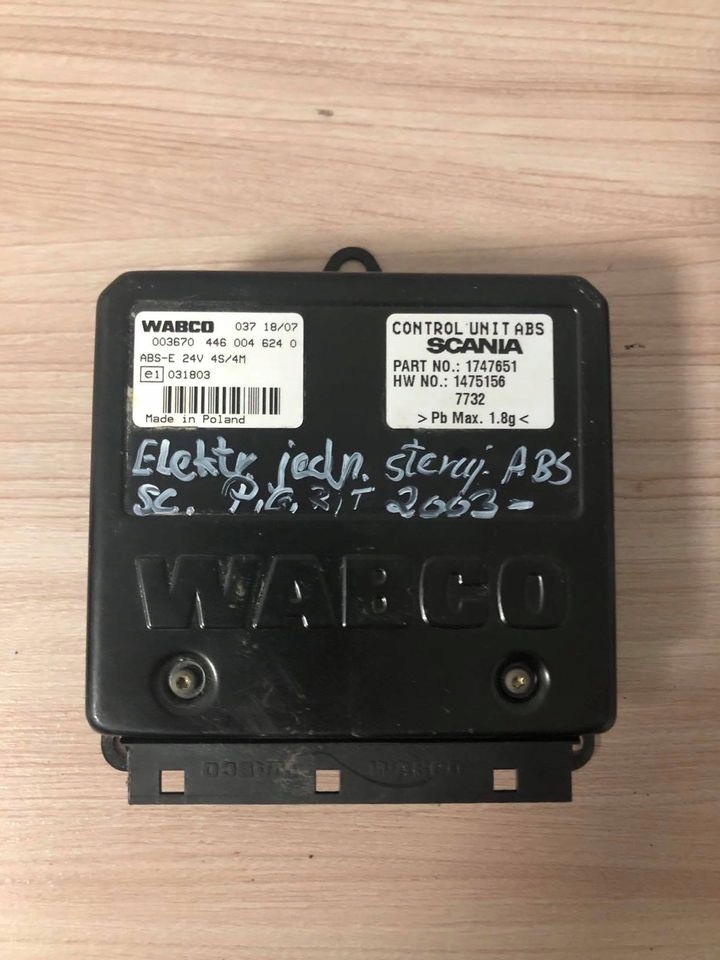 WABCO 037 18/07
003670 446 004 624 0
ABS-E 24V 4S/4M
e1 031803
Made in Poland
CONTROL UNIT ABS
SCANIA
PART NO.: 1747651
HW NO.: 1475156
7732
>Pb Max. 1.8g<
Elektr. jedn. steruj. ABS
SC. P,G,R,T 2003-
WABCO
WABCO